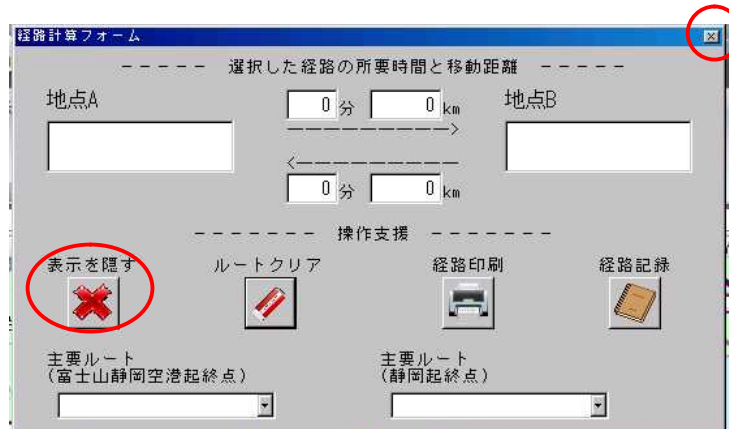 経路計算フォーム
----- 選択した経路の所要時間と移動距離 -----
地点A
0 分 0 km
地点B
---------->
<----------
0 分 0 km
------- 操作支援 -------
表示を隠す ルートクリア 経路印刷 経路記録
主要ルート
(富士山静岡空港起終点)
主要ルート
(静岡起終点)